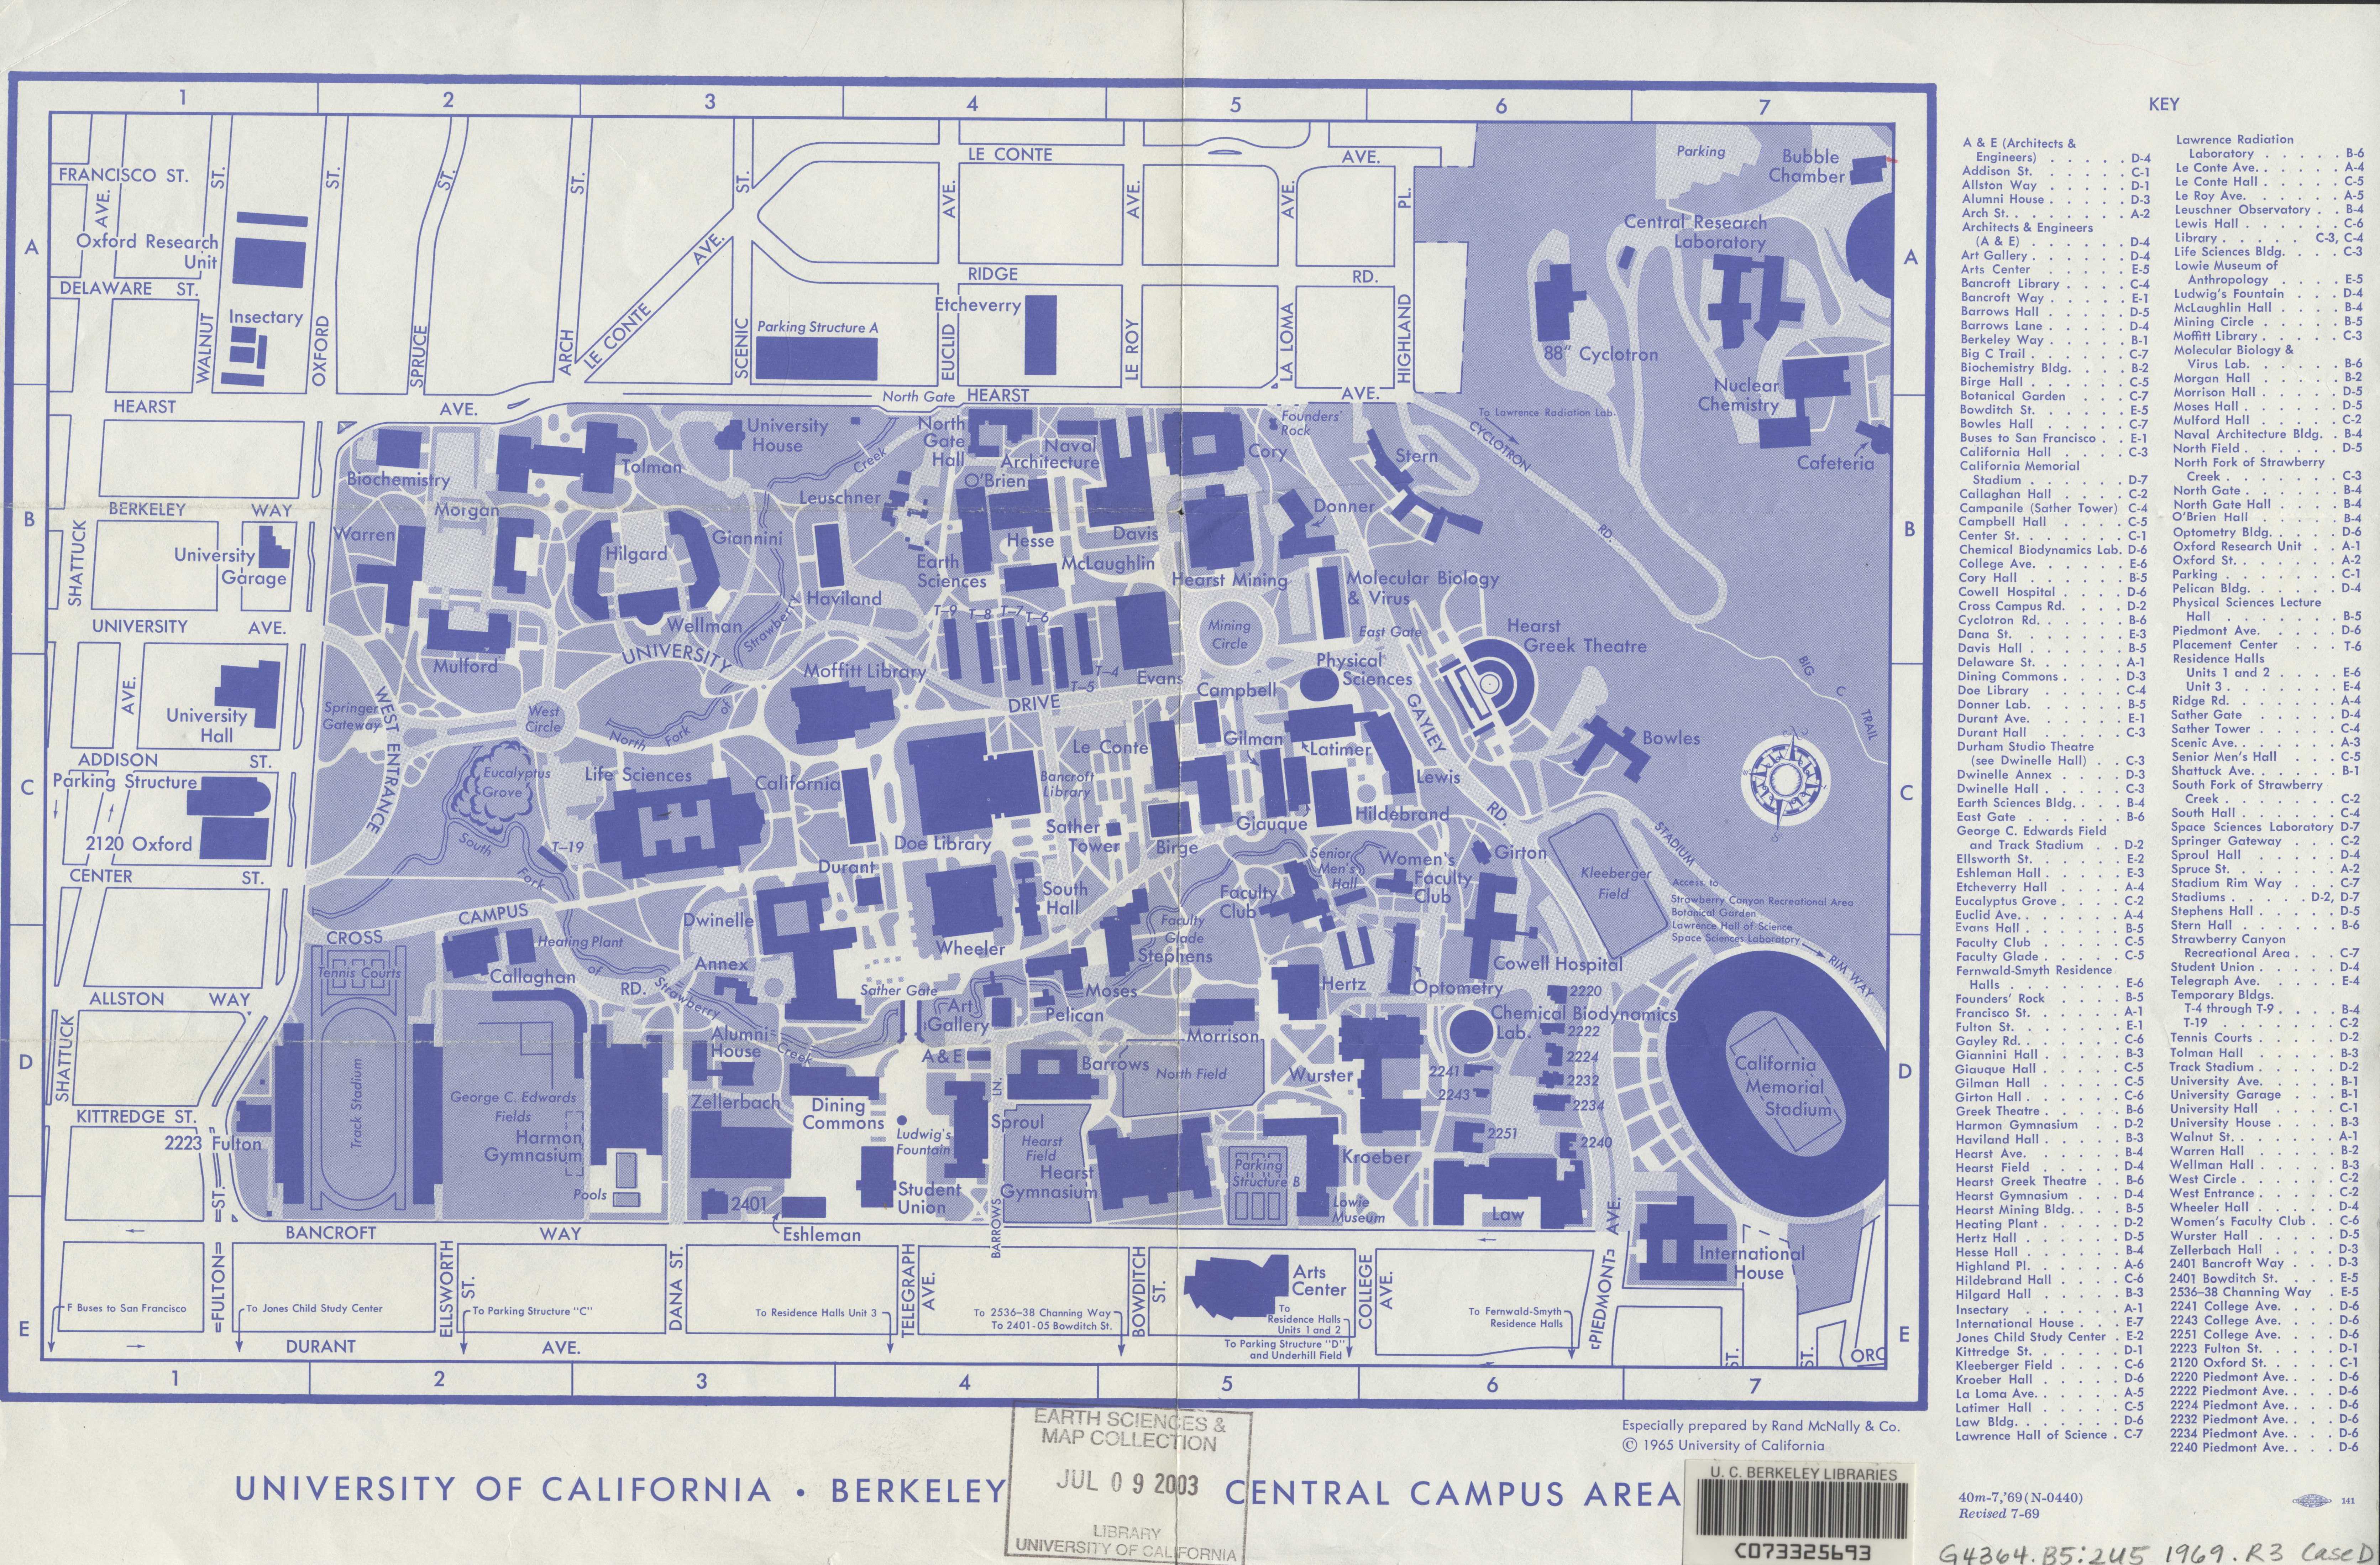 1 2 3 4 5 6 7
A
B
C
D
E
FRANCISCO ST.
AVE.
ST.
Oxford Research
Unit
DELAWARE ST.
Insectary
WALNUT
OXFORD
ST.
SPRUCE
ST.
ARCH
ST.
LE CONTE AVE.
SCENIC
ST.
Parking Structure A
LE CONTE AVE.
EUCLID
AVE.
Etcheverry
RIDGE RD.
LE ROY
AVE.
LA LOMA
AVE.
HIGHLAND
PL.
Parking
Bubble
Chamber
Central Research
Laboratory
88" Cyclotron
Nuclear
Chemistry
Cafeteria
HEARST AVE.
North Gate HEARST AVE.
To Lawrence Radiation Lab.
CYCLOTRON
RD.
Founders'
Rock
University
House
North
Gate
Hall
Naval
Architecture
Cory
Stern
Tolman
Creek
Biochemistry
Morgan
Leuschner
O'Brien
Donner
BERKELEY WAY
SHATTUCK
AVE.
University
Garage
Warren
Hilgard
Giannini
Hesse
Davis
Earth
Sciences
McLaughlin
Hearst Mining
Molecular Biology
& Virus
Haviland
T-9 T-8 T-7 T-6
T-4
T-5
Wellman
Strawberry
UNIVERSITY AVE.
Mulford
UNIVERSITY
DRIVE
Mining
Circle
East Gate
Hearst
Greek Theatre
Moffitt Library
Evans
Physical
Sciences
Campbell
BIG C TRAIL
University
Hall
Springer
Gateway
WEST ENTRANCE
West
Circle
North Fork of
GAYLEY
RD.
ADDISON ST.
Parking Structure
2120 Oxford
Eucalyptus
Grove
Life Sciences
California
Le Conte
Bancroft
Library
Gilman
Latimer
Lewis
Bowles
South
Fork
T-19
Doe Library
Sather
Tower
Birge
Giauque
Hildebrand
STADIUM
RIM WAY
CENTER ST.
Durant
Senior
Men's
Hall
Women's
Faculty
Club
Girton
Kleeberger
Field
Access to
Strawberry Canyon Recreational Area
Botanical Garden
Lawrence Hall of Science
Space Sciences Laboratory
CAMPUS
CROSS
RD.
Dwinelle
South
Hall
Faculty
Club
Faculty
Glade
Wheeler
Stephens
Heating Plant
Tennis Courts
Callaghan
of
Strawberry
Creek
Annex
Sather Gate
Moses
Hertz
Optometry
Cowell Hospital
ALLSTON WAY
SHATTUCK
Alumni
House
Art
Gallery
Pelican
Morrison
2220
Chemical Biodynamics
Lab.
2222
2224
2232
2234
2240
2241
2243
2251
A & E
Barrows
North Field
Wurster
California
Memorial
Stadium
Track Stadium
George C. Edwards
Fields
Harmon
Gymnasium
Pools
Zellerbach
Dining
Commons
Ludwig's
Fountain
LN.
BARROWS
Sproul
Hearst
Field
Hearst
Gymnasium
Parking
Structure B
Kroeber
Lowie
Museum
Law
KITTREDGE ST.
2223 Fulton
2401
Eshleman
Student
Union
BANCROFT WAY
FULTON
ST.
ELLSWORTH
ST.
DANA ST.
TELEGRAPH
AVE.
BOWDITCH
ST.
Arts
Center
COLLEGE
AVE.
PIEDMONT
AVE.
International
House
F Buses to San Francisco
To Jones Child Study Center
To Parking Structure "C"
To Residence Halls Unit 3
To 2536-38 Channing Way
To 2401-05 Bowditch St.
To
Residence Halls
Units 1 and 2
To Parking Structure "D"
and Underhill Field
To Fernwald-Smyth
Residence Halls
DURANT AVE.
ST.
ST.
ORC
1 2 3 4 5 6 7
A
B
C
D
E
KEY
A & E (Architects &
Engineers) . . . . . D-4
Addison St. . . . . . C-1
Allston Way . . . . . D-1
Alumni House . . . . . D-3
Arch St. . . . . . A-2
Architects & Engineers
(A & E) . . . . . D-4
Art Gallery . . . . . D-4
Arts Center . . . . . E-5
Bancroft Library . . . . C-4
Bancroft Way . . . . . E-1
Barrows Hall . . . . . D-5
Barrows Lane . . . . . D-4
Berkeley Way . . . . . B-1
Big C Trail . . . . . C-7
Biochemistry Bldg. . . . . B-2
Birge Hall . . . . . C-5
Botanical Garden . . . . C-7
Bowditch St. . . . . . E-5
Bowles Hall . . . . . C-7
Buses to San Francisco . . E-1
California Hall . . . . C-3
California Memorial
Stadium . . . . . D-7
Callaghan Hall . . . . C-2
Campanile (Sather Tower) C-4
Campbell Hall . . . . C-5
Center St. . . . . . C-1
Chemical Biodynamics Lab. D-6
College Ave. . . . . . E-6
Cory Hall . . . . . B-5
Cowell Hospital . . . . D-6
Cross Campus Rd. . . . D-2
Cyclotron Rd. . . . . B-6
Dana St. . . . . . E-3
Davis Hall . . . . . B-5
Delaware St. . . . . A-1
Dining Commons . . . . D-3
Doe Library . . . . . C-4
Donner Lab. . . . . . B-5
Durant Ave. . . . . . E-1
Durant Hall . . . . . C-3
Durham Studio Theatre
(see Dwinelle Hall) . . C-3
Dwinelle Annex . . . . D-3
Dwinelle Hall . . . . C-3
Earth Sciences Bldg. . . . B-4
East Gate . . . . . B-6
George C. Edwards Field
and Track Stadium . . D-2
Ellsworth St. . . . . E-2
Eshleman Hall . . . . E-3
Etcheverry Hall . . . . A-4
Eucalyptus Grove . . . . C-2
Euclid Ave. . . . . . A-4
Evans Hall . . . . . B-5
Faculty Club . . . . C-5
Faculty Glade . . . . C-5
Fernwald-Smyth Residence
Halls . . . . . E-6
Founders' Rock . . . . B-5
Francisco St. . . . . A-1
Fulton St. . . . . . E-1
Gayley Rd. . . . . . C-6
Giannini Hall . . . . B-3
Giauque Hall . . . . C-5
Gilman Hall . . . . C-5
Girton Hall . . . . . C-6
Greek Theatre . . . . B-6
Harmon Gymnasium . . D-2
Haviland Hall . . . . B-3
Hearst Ave. . . . . . B-4
Hearst Field . . . . D-4
Hearst Greek Theatre . . B-6
Hearst Gymnasium . . . D-4
Hearst Mining Bldg. . . . B-5
Heating Plant . . . . D-2
Hertz Hall . . . . . D-5
Hesse Hall . . . . . B-4
Highland Pl. . . . . A-6
Hildebrand Hall . . . . C-6
Hilgard Hall . . . . B-3
Insectary . . . . . A-1
International House . . . E-7
Jones Child Study Center . E-2
Kittredge St. . . . . D-1
Kleeberger Field . . . . C-6
Kroeber Hall . . . . D-6
La Loma Ave. . . . . A-5
Latimer Hall . . . . C-5
Law Bldg. . . . . . D-6
Lawrence Hall of Science . C-7
Lawrence Radiation
Laboratory . . . . . B-6
Le Conte Ave. . . . . A-4
Le Conte Hall . . . . C-5
Le Roy Ave. . . . . . A-5
Leuschner Observatory . . B-4
Lewis Hall . . . . . C-6
Library . . . . . C-3, C-4
Life Sciences Bldg. . . . C-3
Lowie Museum of
Anthropology . . . . E-5
Ludwig's Fountain . . . D-4
McLaughlin Hall . . . . B-4
Mining Circle . . . . B-5
Moffitt Library . . . . C-3
Molecular Biology &
Virus Lab. . . . . B-6
Morgan Hall . . . . B-2
Morrison Hall . . . . D-5
Moses Hall . . . . . D-5
Mulford Hall . . . . C-2
Naval Architecture Bldg. . B-4
North Field . . . . . D-5
North Fork of Strawberry
Creek . . . . . C-3
North Gate . . . . . B-4
North Gate Hall . . . . B-4
O'Brien Hall . . . . B-4
Optometry Bldg. . . . . D-6
Oxford Research Unit . . A-1
Oxford St. . . . . . A-2
Parking . . . . . C-1
Pelican Bldg. . . . . D-4
Physical Sciences Lecture
Hall . . . . . B-5
Piedmont Ave. . . . . D-6
Placement Center . . . T-6
Residence Halls
Units 1 and 2 . . . . E-6
Unit 3 . . . . . E-4
Ridge Rd. . . . . . A-4
Sather Gate . . . . . D-4
Sather Tower . . . . C-4
Scenic Ave. . . . . . A-3
Senior Men's Hall . . . C-5
Shattuck Ave. . . . . B-1
South Fork of Strawberry
Creek . . . . . C-2
South Hall . . . . . C-4
Space Sciences Laboratory D-7
Springer Gateway . . . C-2
Sproul Hall . . . . . D-4
Spruce St. . . . . . A-2
Stadium Rim Way . . . C-7
Stadiums . . . . . D-2, D-7
Stephens Hall . . . . D-5
Stern Hall . . . . . B-6
Strawberry Canyon
Recreational Area . . . C-7
Student Union . . . . D-4
Telegraph Ave. . . . . E-4
Temporary Bldgs.
T-4 through T-9 . . . . B-4
T-19 . . . . . C-2
Tennis Courts . . . . D-2
Tolman Hall . . . . B-3
Track Stadium . . . . D-2
University Ave. . . . . B-1
University Garage . . . B-1
University Hall . . . . C-1
University House . . . B-3
Walnut St. . . . . . A-1
Warren Hall . . . . B-2
Wellman Hall . . . . B-3
West Circle . . . . . C-2
West Entrance . . . . C-2
Wheeler Hall . . . . D-4
Women's Faculty Club . . C-6
Wurster Hall . . . . D-5
Zellerbach Hall . . . . D-3
2401 Bancroft Way . . . D-3
2401 Bowditch St. . . . E-5
2536-38 Channing Way . E-5
2241 College Ave. . . . D-6
2243 College Ave. . . . D-6
2251 College Ave. . . . D-6
2223 Fulton St. . . . . D-1
2120 Oxford St. . . . . C-1
2220 Piedmont Ave. . . . D-6
2222 Piedmont Ave. . . . D-6
2224 Piedmont Ave. . . . D-6
2232 Piedmont Ave. . . . D-6
2234 Piedmont Ave. . . . D-6
2240 Piedmont Ave. . . . D-6
Especially prepared by Rand McNally & Co.
© 1965 University of California
UNIVERSITY OF CALIFORNIA • BERKELEY CENTRAL CAMPUS AREA
EARTH SCIENCES &
MAP COLLECTION
JUL 09 2003
LIBRARY
UNIVERSITY OF CALIFORNIA
U. C. BERKELEY LIBRARIES
C073325693
40m-7,'69(N-0440)
Revised 7-69
141
G4364.B5:2U5 1969.R3 Case D